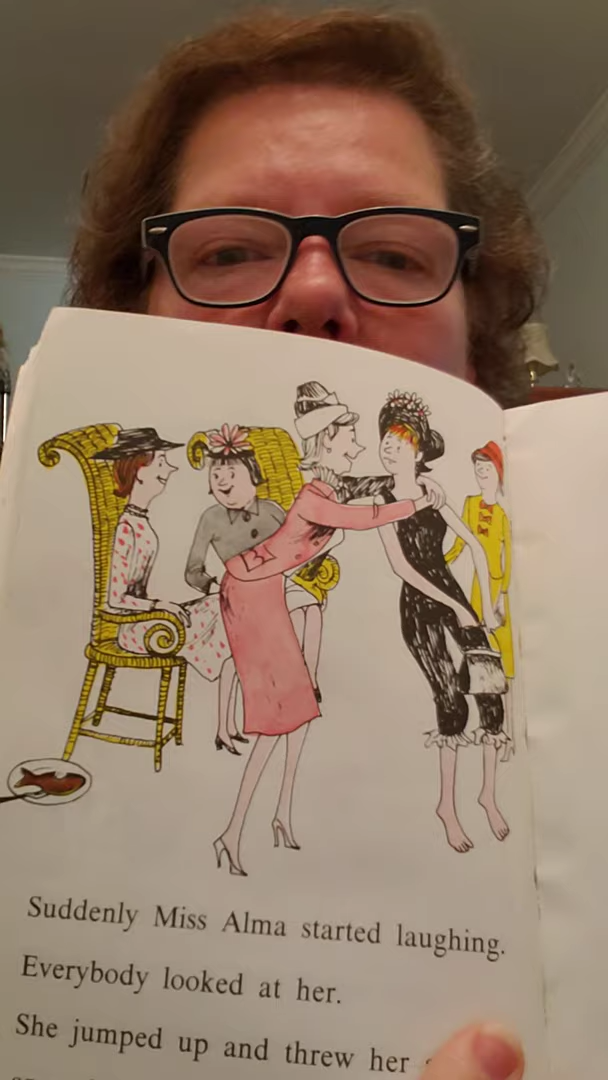 Suddenly Miss Alma started laughing.
Everybody looked at her.
She jumped up and threw her